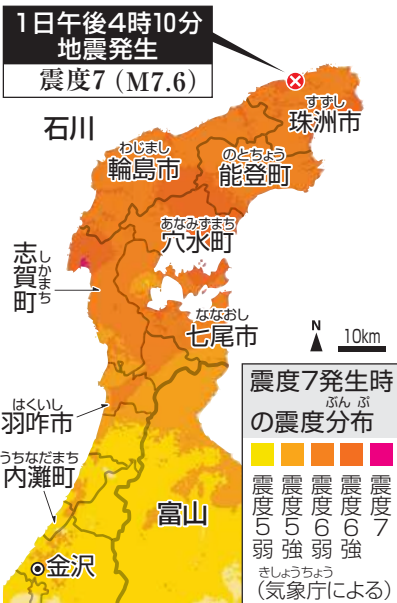 1日午後4時10分
地震発生
震度7（M7.6）
石川
すずし
珠洲市
わじまし
輪島市
のとちょう
能登町
あなみずまち
穴水町
しかまち
志賀町
ななおし
七尾市
N
10km
はくいし
羽咋市
うちなだまち
内灘町
富山
金沢
震度7発生時
ぶんぷ
の震度分布
震度5弱
震度5強
震度6弱
震度6強
震度7
きしょうちょう
（気象庁による）